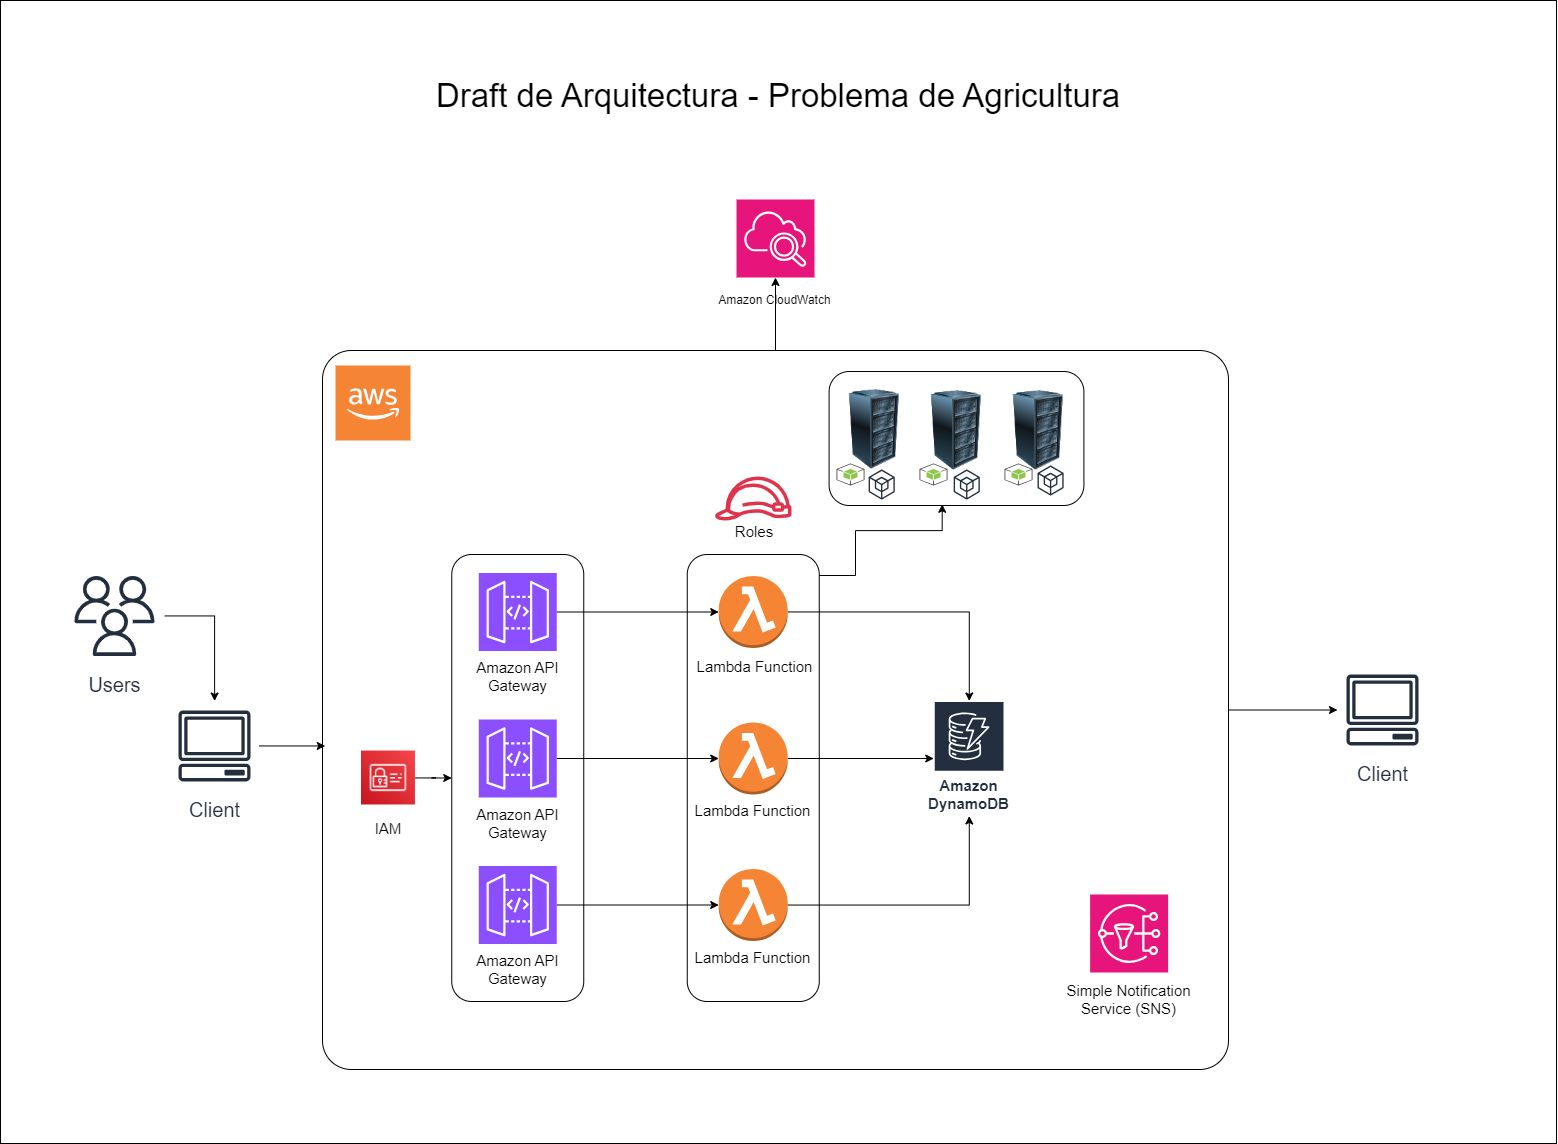 Draft de Arquitectura - Problema de Agricultura
Amazon CloudWatch
aws
Roles
Users
Client
IAM
Amazon API
Gateway
Lambda Function
Amazon API
Gateway
Lambda Function
Amazon API
Gateway
Lambda Function
Amazon
DynamoDB
Simple Notification
Service (SNS)
Client